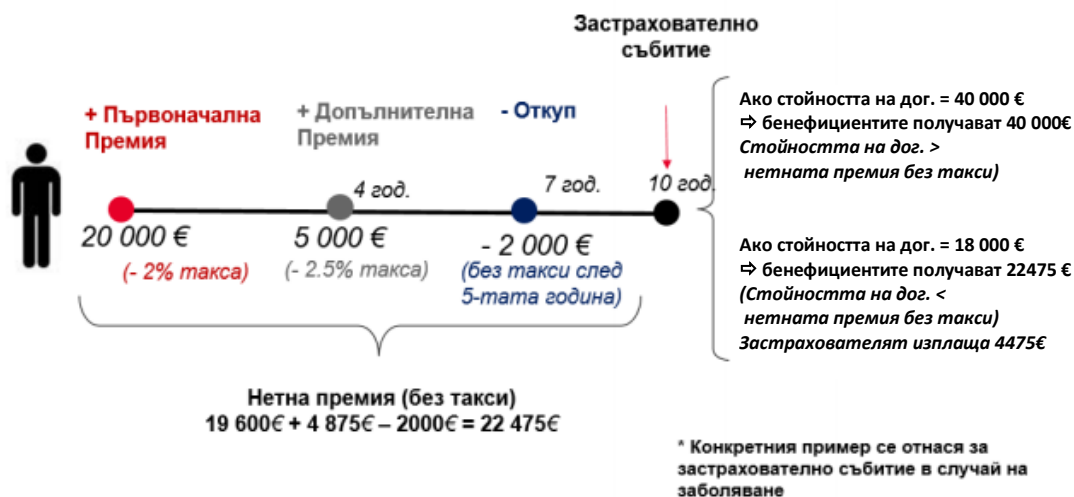 Застрахователно
събитие
+ Първоначална
Премия
+ Допълнителна
Премия
- Откуп
4 год.
7 год.
10 год.
20 000 €
(- 2% такса)
5 000 €
(- 2.5% такса)
- 2 000 €
(без такси след
5-тата година)
Нетна премия (без такси)
19 600€ + 4 875€ – 2000€ = 22 475€
Ако стойността на дог. = 40 000 €
⇨ бенефициентите получават 40 000€
Стойността на дог. >
нетната премия без такси)
Ако стойността на дог. = 18 000 €
⇨ бенефициентите получават 22475 €
(Стойността на дог. <
нетната премия без такси)
Застрахователят изплаща 4475€
* Конкретния пример се отнася за
застрахователно събитие в случай на
заболяване